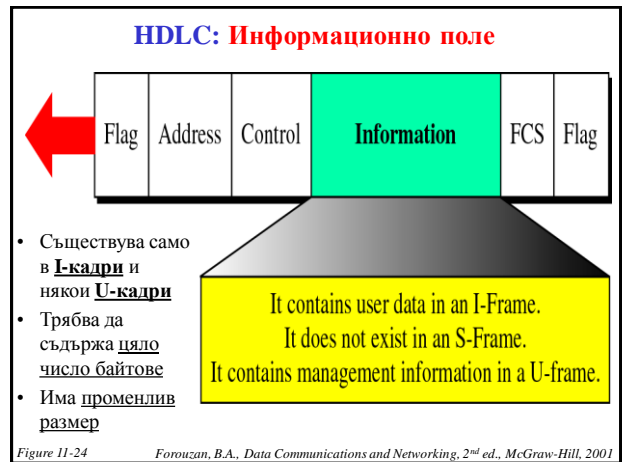 HDLC: Информационно поле
Flag Address Control Information FCS Flag
• Съществува само
в I-кадри и
някои U-кадри
• Трябва да
съдържа цяло
число байтове
• Има променлив
размер
It contains user data in an I-Frame.
It does not exist in an S-Frame.
It contains management information in a U-frame.
Figure 11-24 Forouzan, B.A., Data Communications and Networking, 2nd ed., McGraw-Hill, 2001